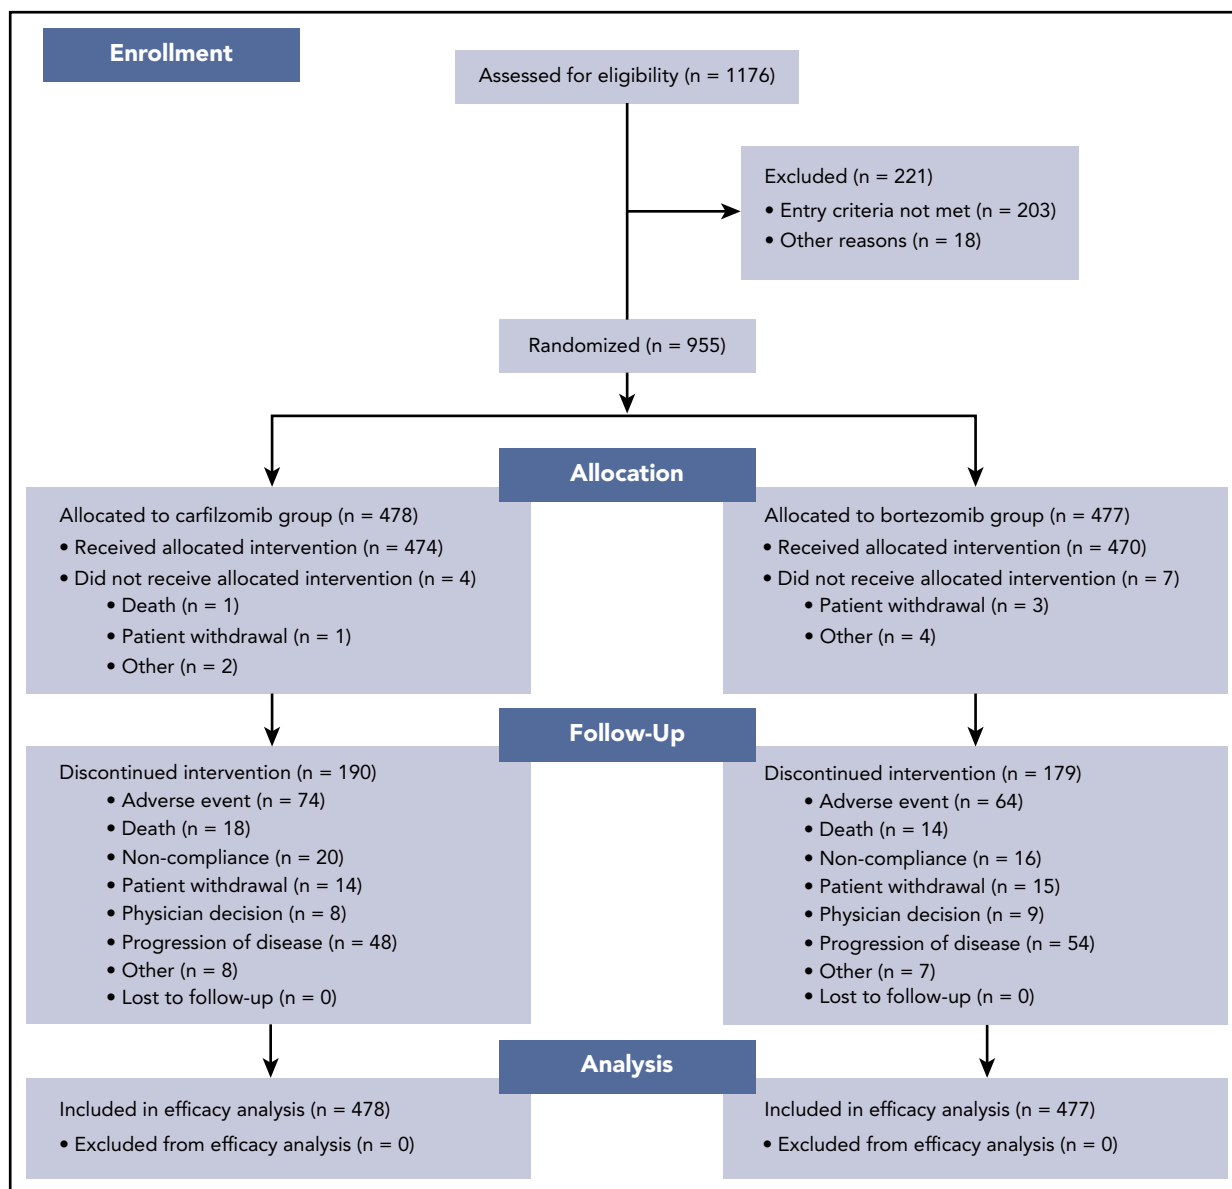 Enrollment
Assessed for eligibility (n = 1176)
Excluded (n = 221)
• Entry criteria not met (n = 203)
• Other reasons (n = 18)
Randomized (n = 955)
Allocation
Allocated to carfilzomib group (n = 478)
• Received allocated intervention (n = 474)
• Did not receive allocated intervention (n = 4)
• Death (n = 1)
• Patient withdrawal (n = 1)
• Other (n = 2)
Allocated to bortezomib group (n = 477)
• Received allocated intervention (n = 470)
• Did not receive allocated intervention (n = 7)
• Patient withdrawal (n = 3)
• Other (n = 4)
Follow-Up
Discontinued intervention (n = 190)
• Adverse event (n = 74)
• Death (n = 18)
• Non-compliance (n = 20)
• Patient withdrawal (n = 14)
• Physician decision (n = 8)
• Progression of disease (n = 48)
• Other (n = 8)
• Lost to follow-up (n = 0)
Discontinued intervention (n = 179)
• Adverse event (n = 64)
• Death (n = 14)
• Non-compliance (n = 16)
• Patient withdrawal (n = 15)
• Physician decision (n = 9)
• Progression of disease (n = 54)
• Other (n = 7)
• Lost to follow-up (n = 0)
Analysis
Included in efficacy analysis (n = 478)
• Excluded from efficacy analysis (n = 0)
Included in efficacy analysis (n = 477)
• Excluded from efficacy analysis (n = 0)